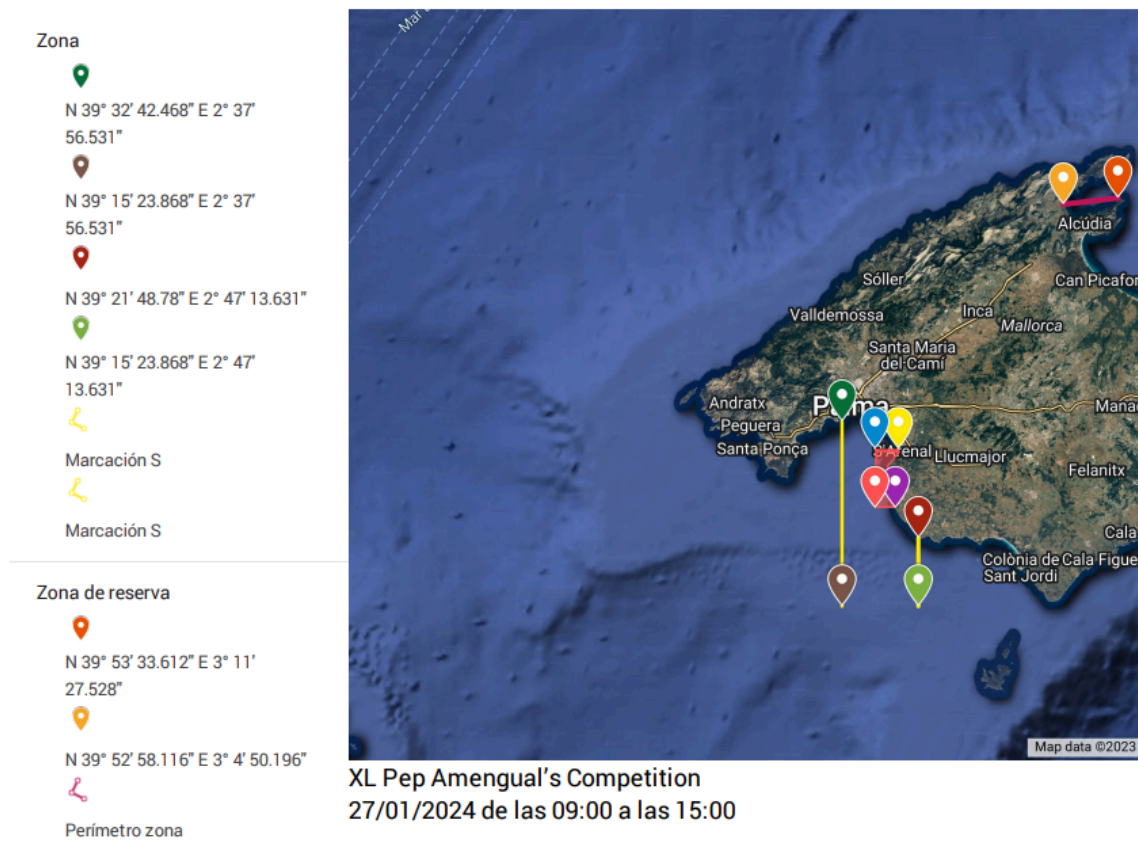 Zona
N 39° 32' 42.468” E 2° 37'
56.531”
N 39° 15' 23.868” E 2° 37'
56.531”
N 39° 21' 48.78” E 2° 47' 13.631”
N 39° 15' 23.868” E 2° 47'
13.631”
Marcación S
Marcación S
Zona de reserva
N 39° 53' 33.612” E 3° 11'
27.528”
N 39° 52' 58.116” E 3° 4' 50.196”
Perímetro zona
Alcúdia
Sóller
Can Picafor
Valldemossa
Inca
Mallorca
Santa Maria
del Camí
Andratx
Palma
Manac
Peguera
Santa Ponça
S'Arenal
Llucmajor
Felanitx
Cala
Colònia de
Sant Jordi
Cala Figue
Map data ©2023
XL Pep Amengual’s Competition
27/01/2024 de las 09:00 a las 15:00